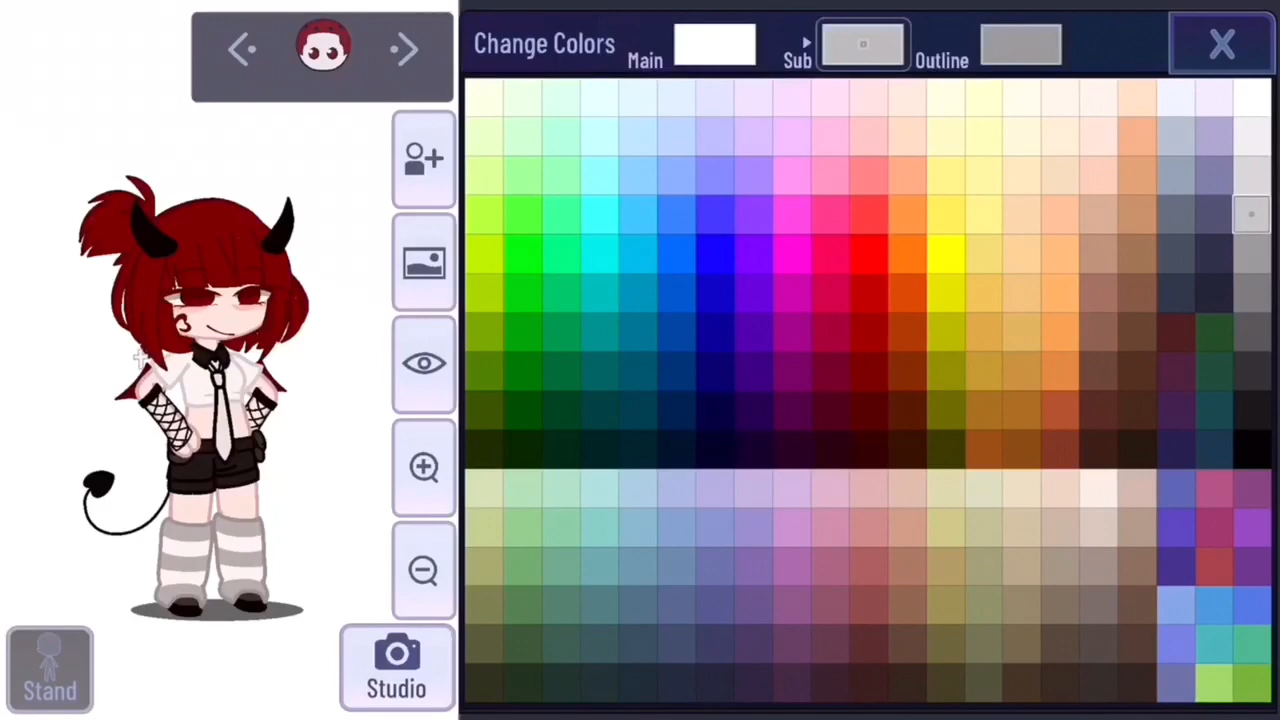 Change Colors
Main
Sub
Outline
X
Stand
Studio